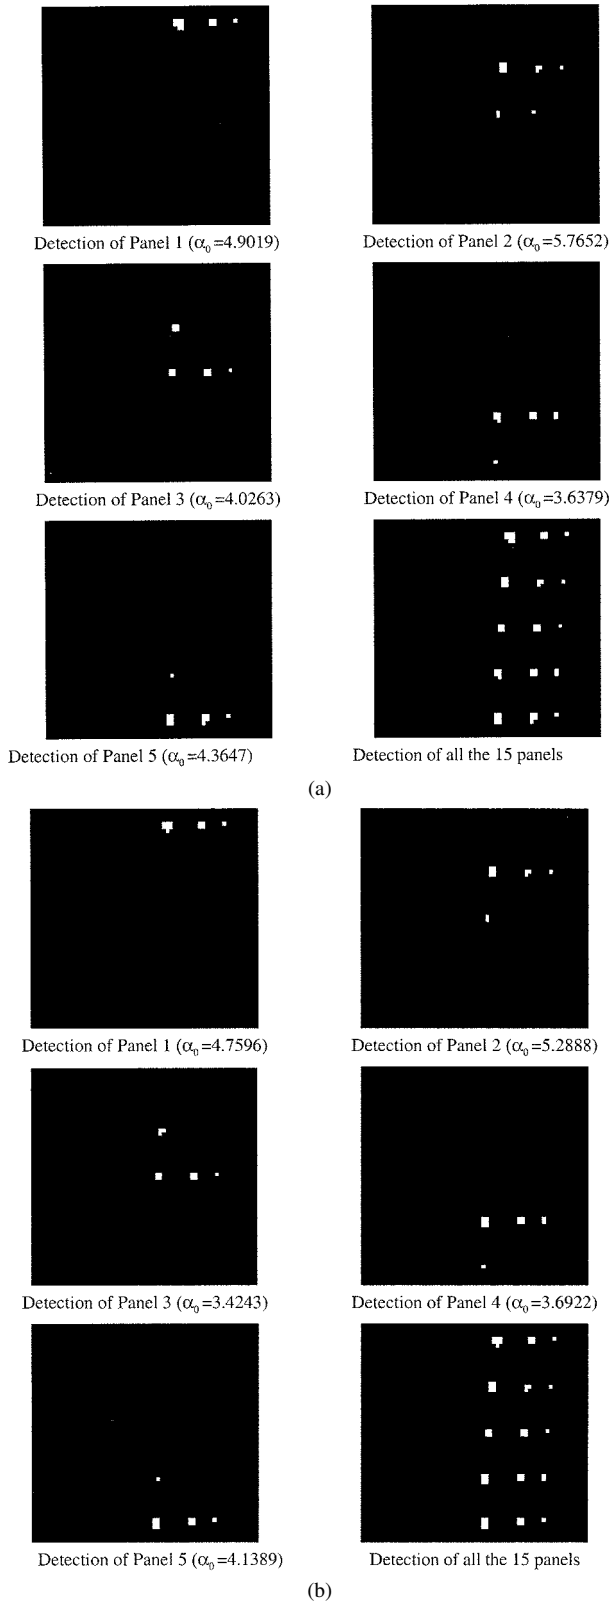 Detection of Panel 1 (α₀=4.9019)
Detection of Panel 2 (α₀=5.7652)
Detection of Panel 3 (α₀=4.0263)
Detection of Panel 4 (α₀=3.6379)
Detection of Panel 5 (α₀=4.3647)
Detection of all the 15 panels
(a)
Detection of Panel 1 (α₀=4.7596)
Detection of Panel 2 (α₀=5.2888)
Detection of Panel 3 (α₀=3.4243)
Detection of Panel 4 (α₀=3.6922)
Detection of Panel 5 (α₀=4.1389)
Detection of all the 15 panels
(b)